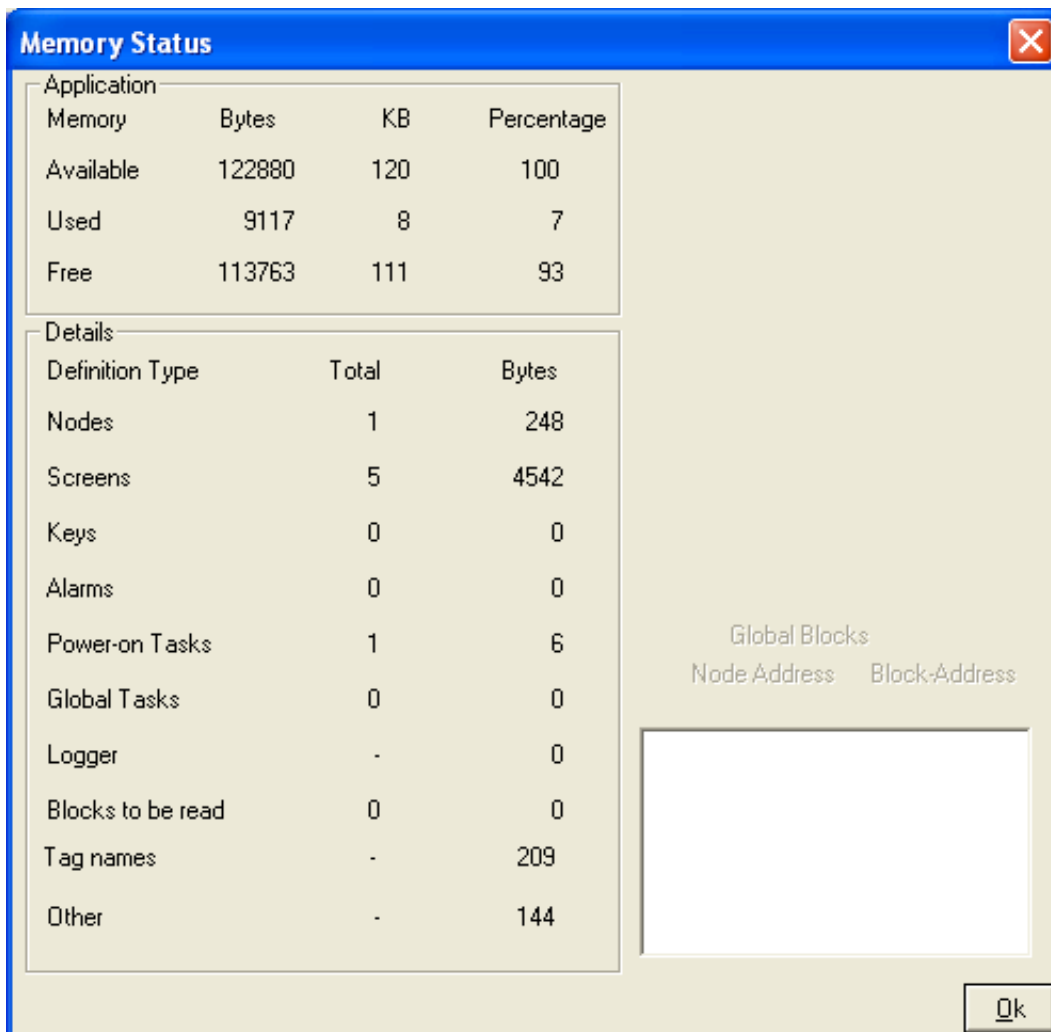 Memory Status
Application
Memory Bytes KB Percentage
Available 122880 120 100
Used 9117 8 7
Free 113763 111 93
Details
Definition Type Total Bytes
Nodes 1 248
Screens 5 4542
Keys 0 0
Alarms 0 0
Power-on Tasks 1 6
Global Tasks 0 0
Logger - 0
Blocks to be read 0 0
Tag names - 209
Other - 144
Global Blocks
Node Address Block-Address
Ok